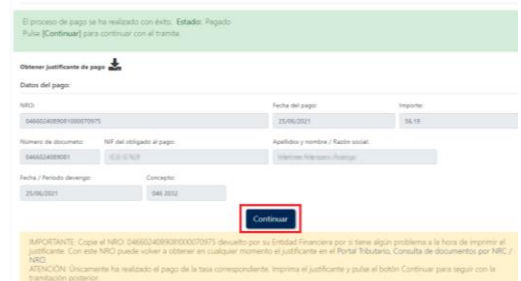 El proceso de pago se ha realizado con éxito. Estado: Pagado
Pulse [Continuar] para continuar con el tramite.
Obtener justificante de pago
Datos del pago:
NRO: Fecha del pago: Importe:
0466024089081000070975 25/06/2021 56.18
Número de documento: NIF del obligado al pago: Apellidos y nombre / Razón social:
0466024089081
Fecha / Periodo devengo: Concepto:
25/06/2021 046 2032
Continuar
IMPORTANTE: Copie el NRO 0466024089081000070975 devuelto por su Entidad Financiera por si tiene algún problema a la hora de imprimir el
justificante. Con este NRO puede volver a obtener en cualquier momento el justificante en el Portal Tributario, Consulta de documentos por NRC /
NRO
ATENCIÓN: Únicamente ha realizado el pago de la tasa correspondiente. Imprima el justificante y pulse el botón Continuar para seguir con la
tramitación posterior.